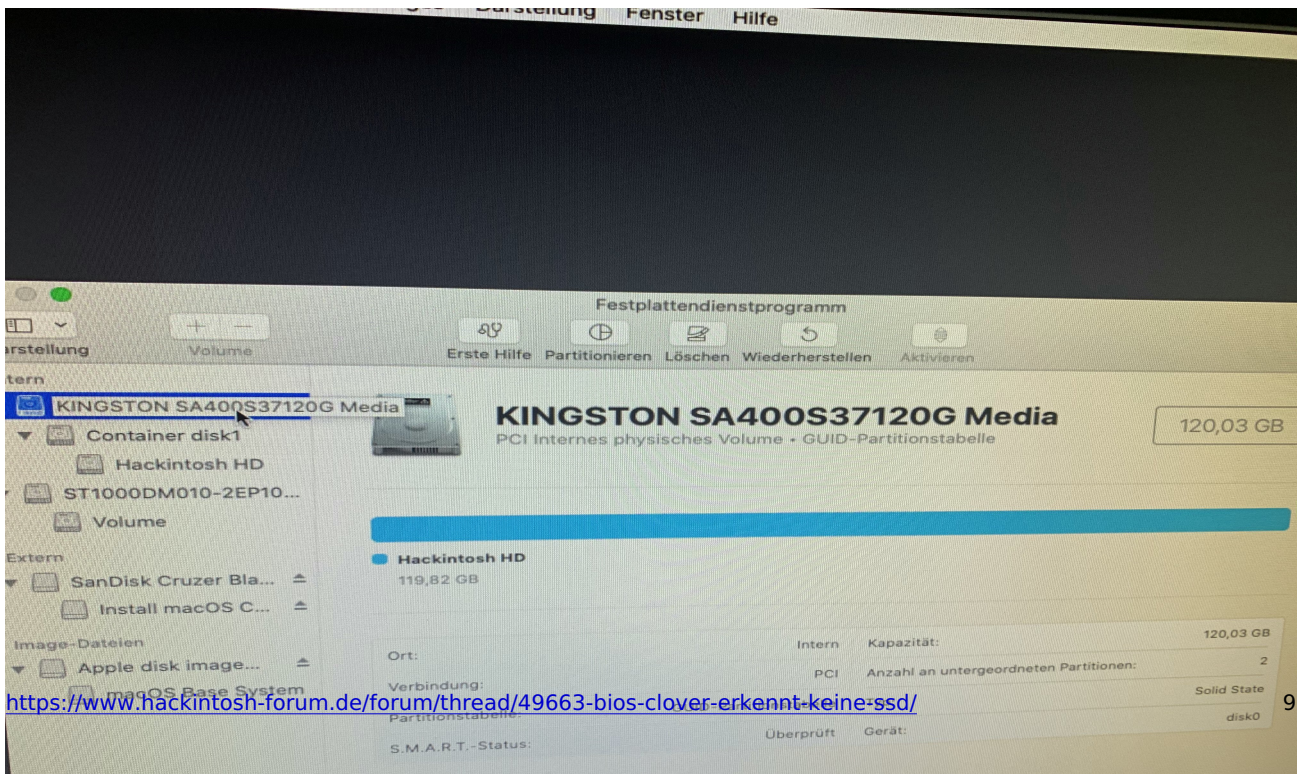 Darstellung Fenster Hilfe
Festplattendienstprogramm
Volume
Erste Hilfe Partitionieren Löschen Wiederherstellen Aktivieren
KINGSTON SA400S37120G Media
Container disk1
Hackintosh HD
ST1000DM010-2EP10...
Volume
Extern
SanDisk Cruzer Bla...
Install macOS C...
Image-Dateien
Apple disk image...
macOS Base System
KINGSTON SA400S37120G Media
PCI Internes physisches Volume • GUID-Partitionstabelle
120,03 GB
Hackintosh HD
119,82 GB
Ort: Intern
Verbindung: PCI
Partitionstabelle:
S.M.A.R.T.-Status: Überprüft
Kapazität: 120,03 GB
Anzahl an untergeordneten Partitionen: 2
Solid State
Gerät: disk0
https://www.hackintosh-forum.de/forum/thread/49663-bios-clover-erkennt-keine-ssd/
9